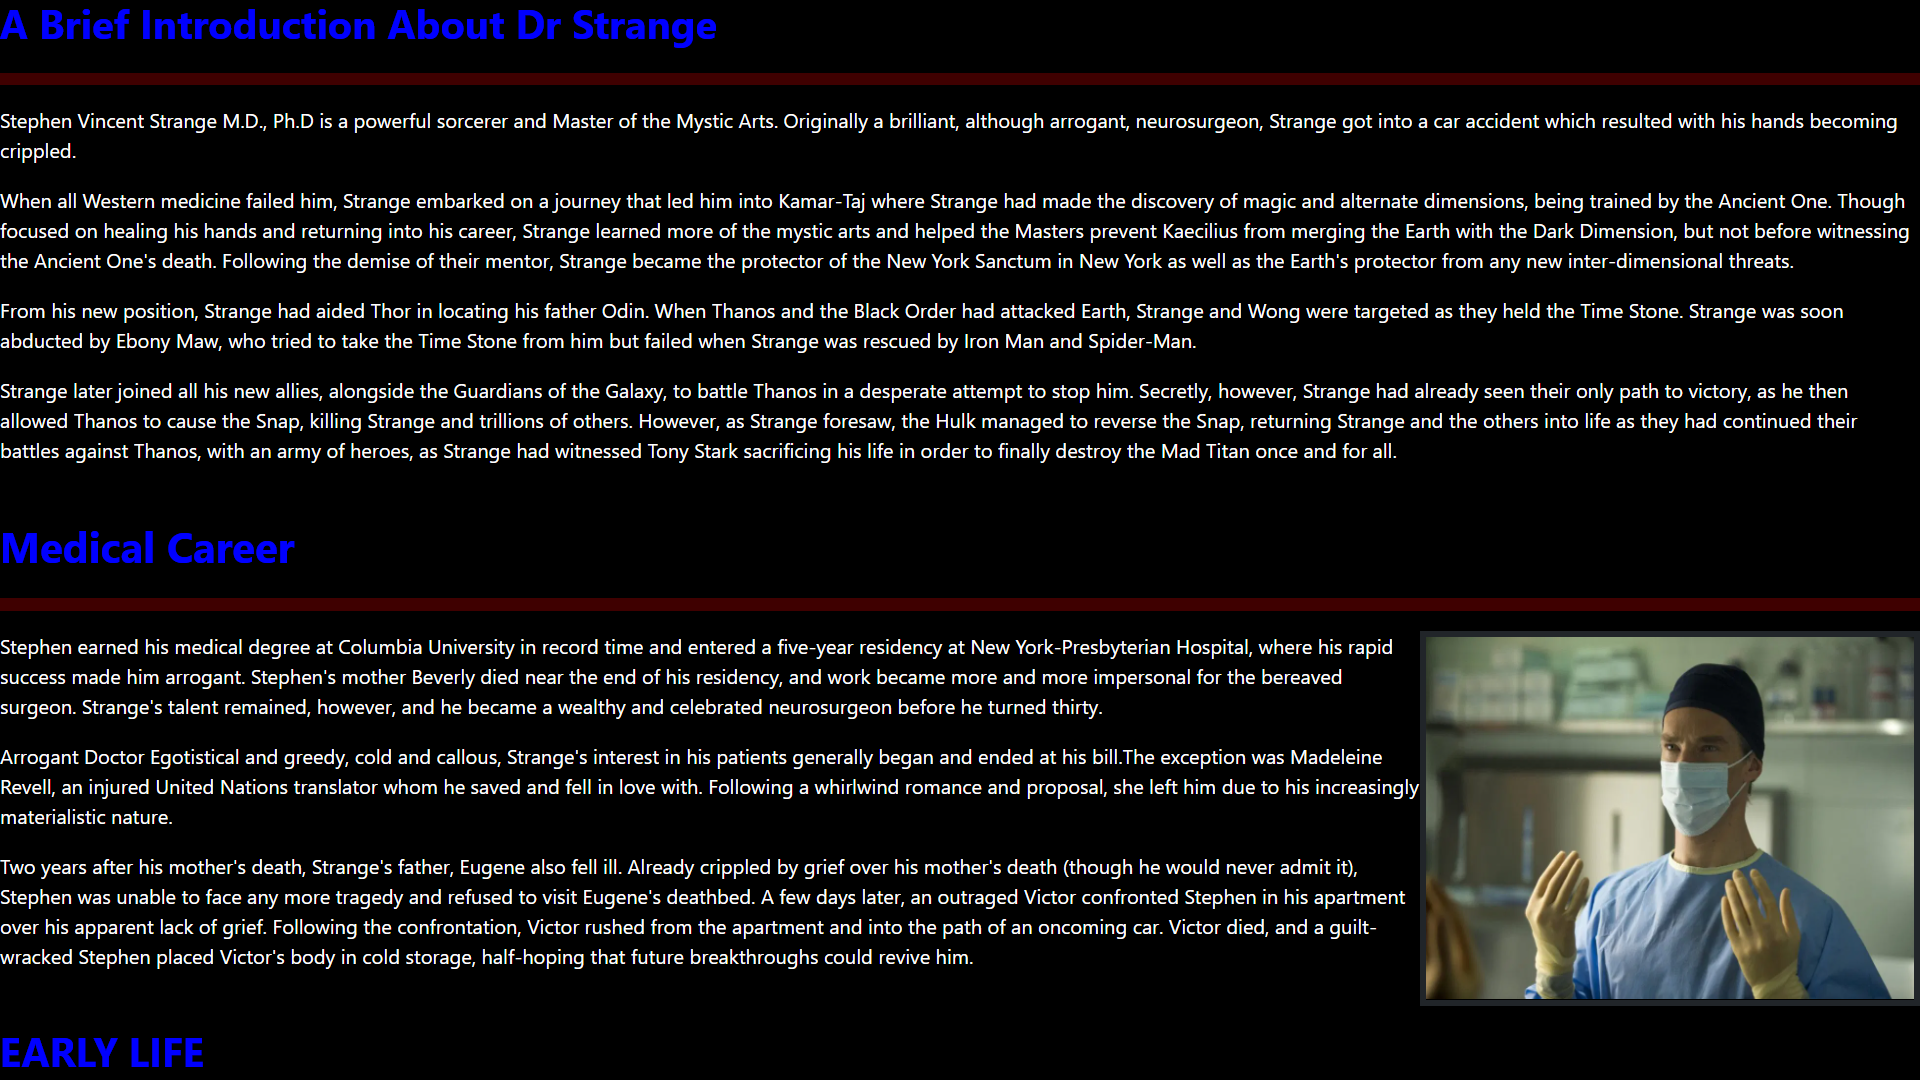 A Brief Introduction About Dr Strange
Stephen Vincent Strange M.D., Ph.D is a powerful sorcerer and Master of the Mystic Arts. Originally a brilliant, although arrogant, neurosurgeon, Strange got into a car accident which resulted with his hands becoming
crippled.
When all Western medicine failed him, Strange embarked on a journey that led him into Kamar-Taj where Strange had made the discovery of magic and alternate dimensions, being trained by the Ancient One. Though
focused on healing his hands and returning into his career, Strange learned more of the mystic arts and helped the Masters prevent Kaecilius from merging the Earth with the Dark Dimension, but not before witnessing
the Ancient One's death. Following the demise of their mentor, Strange became the protector of the New York Sanctum in New York as well as the Earth's protector from any new inter-dimensional threats.
From his new position, Strange had aided Thor in locating his father Odin. When Thanos and the Black Order had attacked Earth, Strange and Wong were targeted as they held the Time Stone. Strange was soon
abducted by Ebony Maw, who tried to take the Time Stone from him but failed when Strange was rescued by Iron Man and Spider-Man.
Strange later joined all his new allies, alongside the Guardians of the Galaxy, to battle Thanos in a desperate attempt to stop him. Secretly, however, Strange had already seen their only path to victory, as he then
allowed Thanos to cause the Snap, killing Strange and trillions of others. However, as Strange foresaw, the Hulk managed to reverse the Snap, returning Strange and the others into life as they had continued their
battles against Thanos, with an army of heroes, as Strange had witnessed Tony Stark sacrificing his life in order to finally destroy the Mad Titan once and for all.
Medical Career
Stephen earned his medical degree at Columbia University in record time and entered a five-year residency at New York-Presbyterian Hospital, where his rapid
success made him arrogant. Stephen's mother Beverly died near the end of his residency, and work became more and more impersonal for the bereaved
surgeon. Strange's talent remained, however, and he became a wealthy and celebrated neurosurgeon before he turned thirty.
Arrogant Doctor Egotistical and greedy, cold and callous, Strange's interest in his patients generally began and ended at his bill.The exception was Madeleine
Revell, an injured United Nations translator whom he saved and fell in love with. Following a whirlwind romance and proposal, she left him due to his increasingly
materialistic nature.
Two years after his mother's death, Strange's father, Eugene also fell ill. Already crippled by grief over his mother's death (though he would never admit it),
Stephen was unable to face any more tragedy and refused to visit Eugene's deathbed. A few days later, an outraged Victor confronted Stephen in his apartment
over his apparent lack of grief. Following the confrontation, Victor rushed from the apartment and into the path of an oncoming car. Victor died, and a guilt-
wracked Stephen placed Victor's body in cold storage, half-hoping that future breakthroughs could revive him.
EARLY LIFE